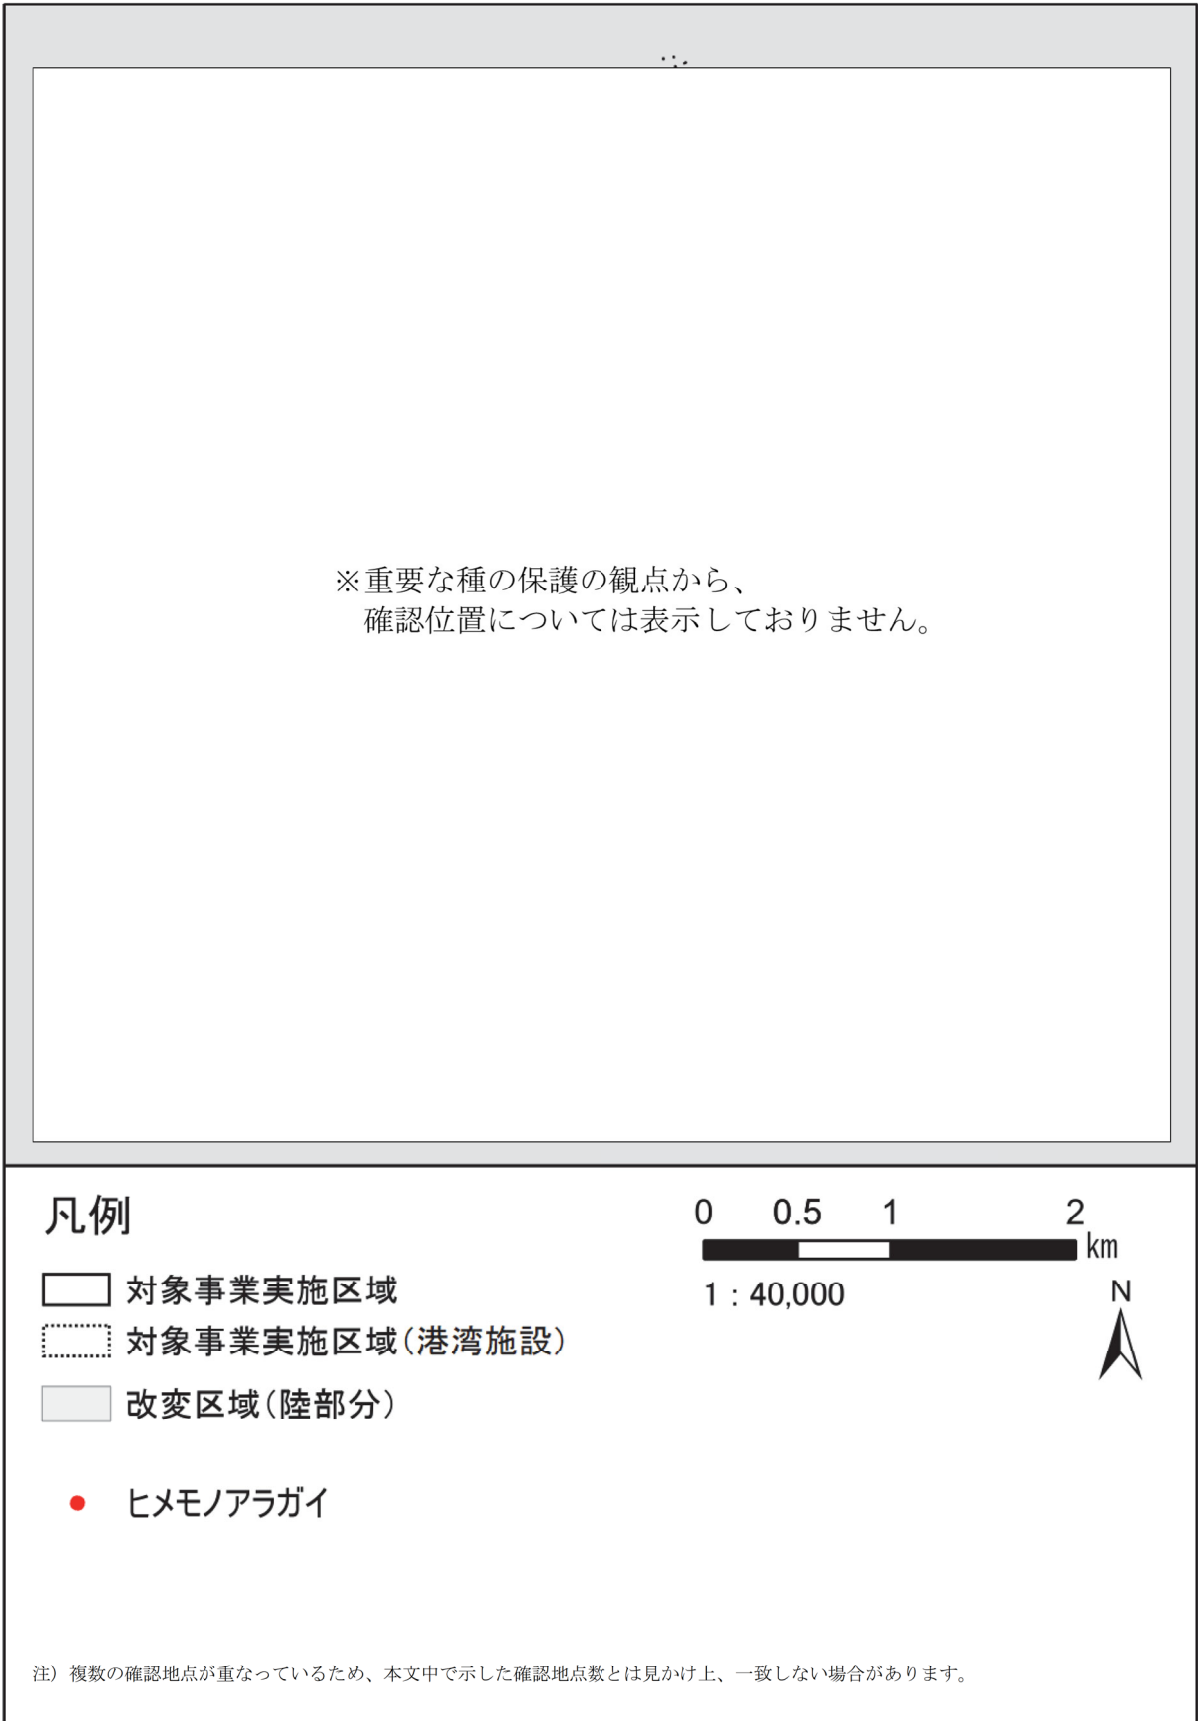 ※重要な種の保護の観点から、
確認位置については表示しておりません。
凡例
0 0.5 1 2
km
対象事業実施区域
1：40,000
N
対象事業実施区域（港湾施設）
改変区域（陸部分）
ヒメモノアラガイ
注）複数の確認地点が重なっているため、本文中で示した確認地点数とは見かけ上、一致しない場合があります。